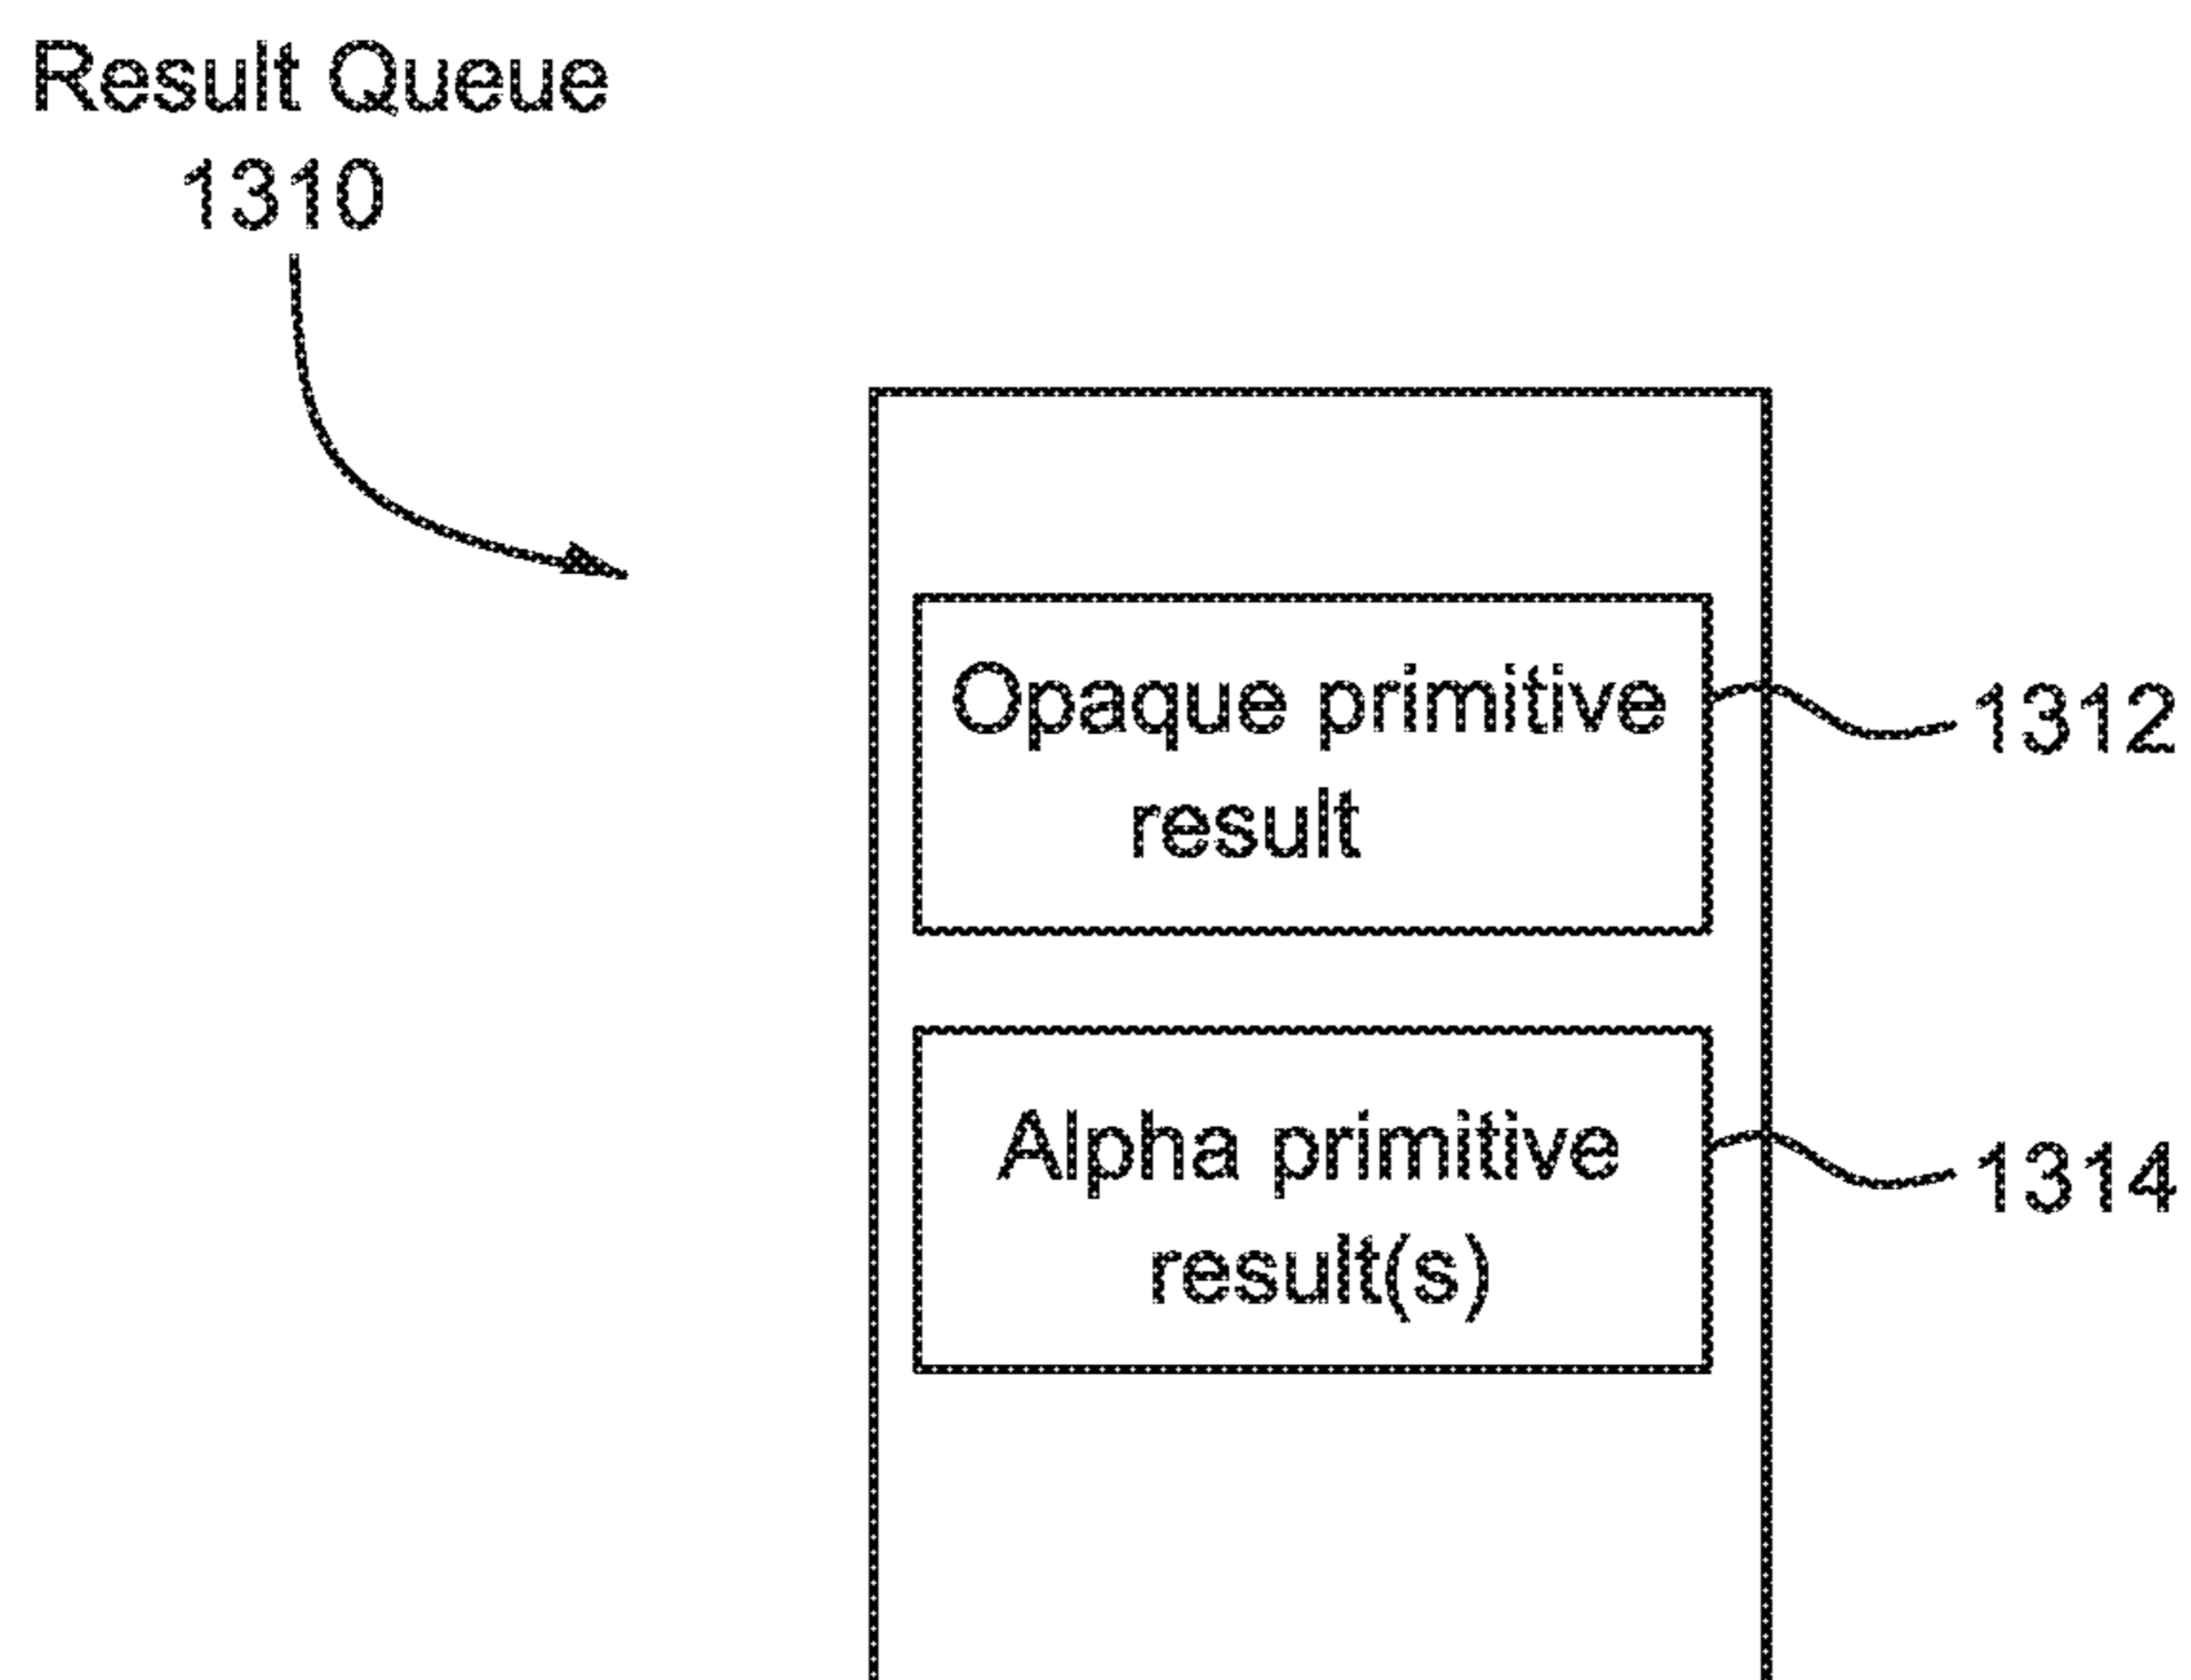 Result Queue
1310
Opaque primitive
result
1312
Alpha primitive
result(s)
1314